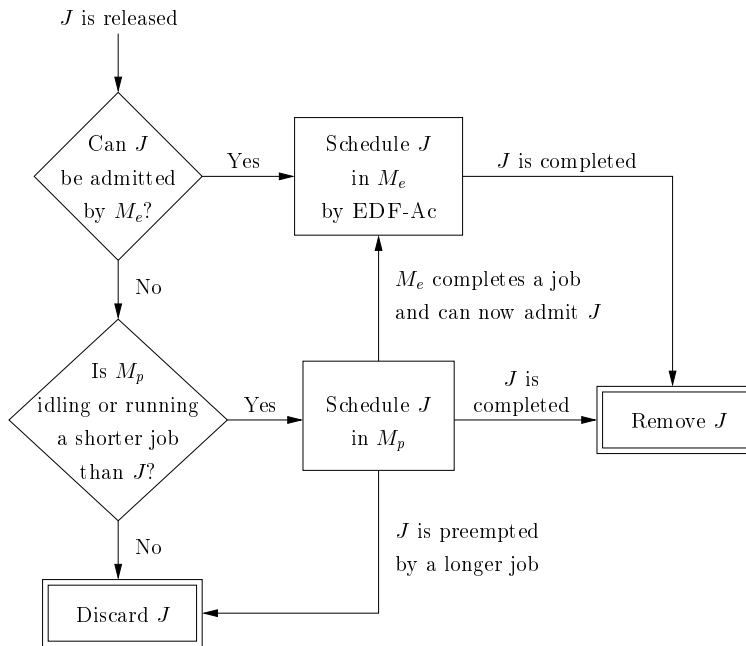 J is released
Can J
be admitted
by M_e?
Yes
Schedule J
in M_e
by EDF-Ac
J is completed
No
M_e completes a job
and can now admit J
Is M_p
idling or running
a shorter job
than J?
Yes
Schedule J
in M_p
J is
completed
Remove J
No
J is preempted
by a longer job
Discard J